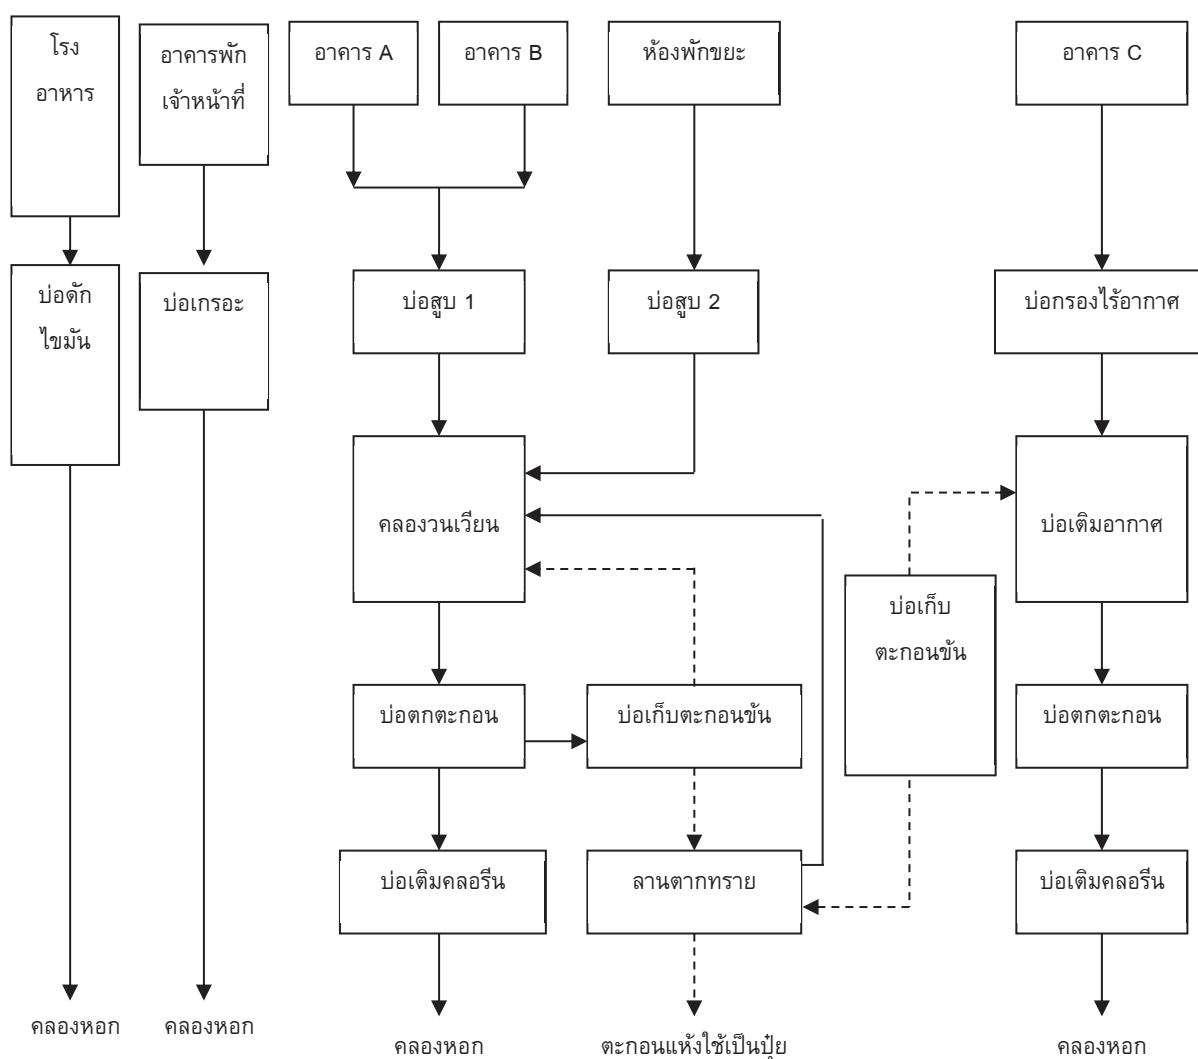 โรง
อาหาร
อาคารพัก
เจ้าหน้าที่
อาคาร A
อาคาร B
ห้องพักขยะ
อาคาร C
บ่อดัก
ไขมัน
บ่อเกรอะ
บ่อสูบ 1
บ่อสูบ 2
บ่อกรองไร้อากาศ
คลองวนเวียน
บ่อเติมอากาศ
บ่อเก็บ
ตะกอนข้น
บ่อตกตะกอน
บ่อเก็บตะกอนข้น
บ่อตกตะกอน
บ่อเติมคลอรีน
ลานตากทราย
บ่อเติมคลอรีน
คลองหอก
คลองหอก
คลองหอก
ตะกอนแห้งใช้เป็นปุ๋ย
คลองหอก